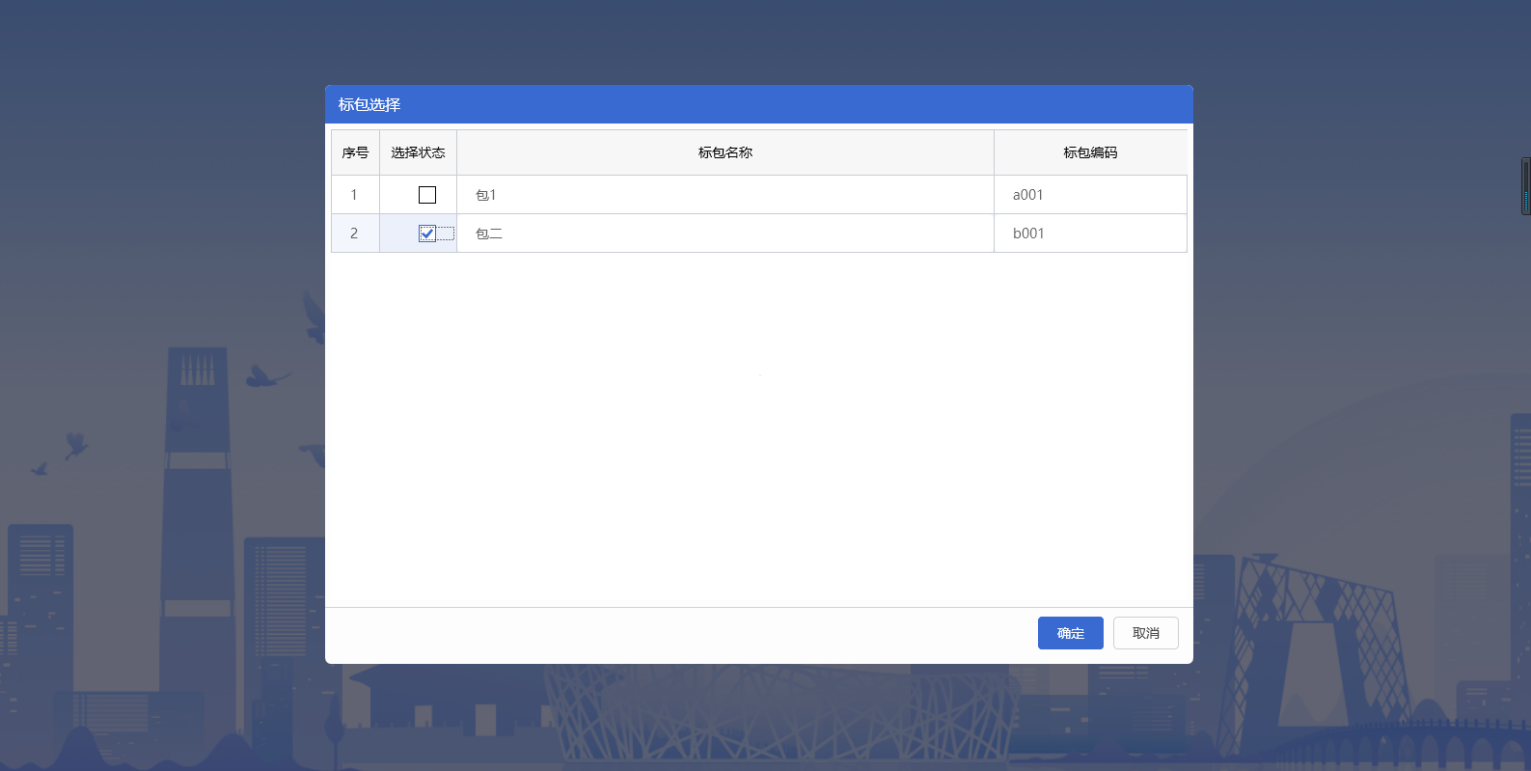 标包选择
序号 选择状态 标包名称 标包编码
1 包1 a001
2 包二 b001
确定 取消